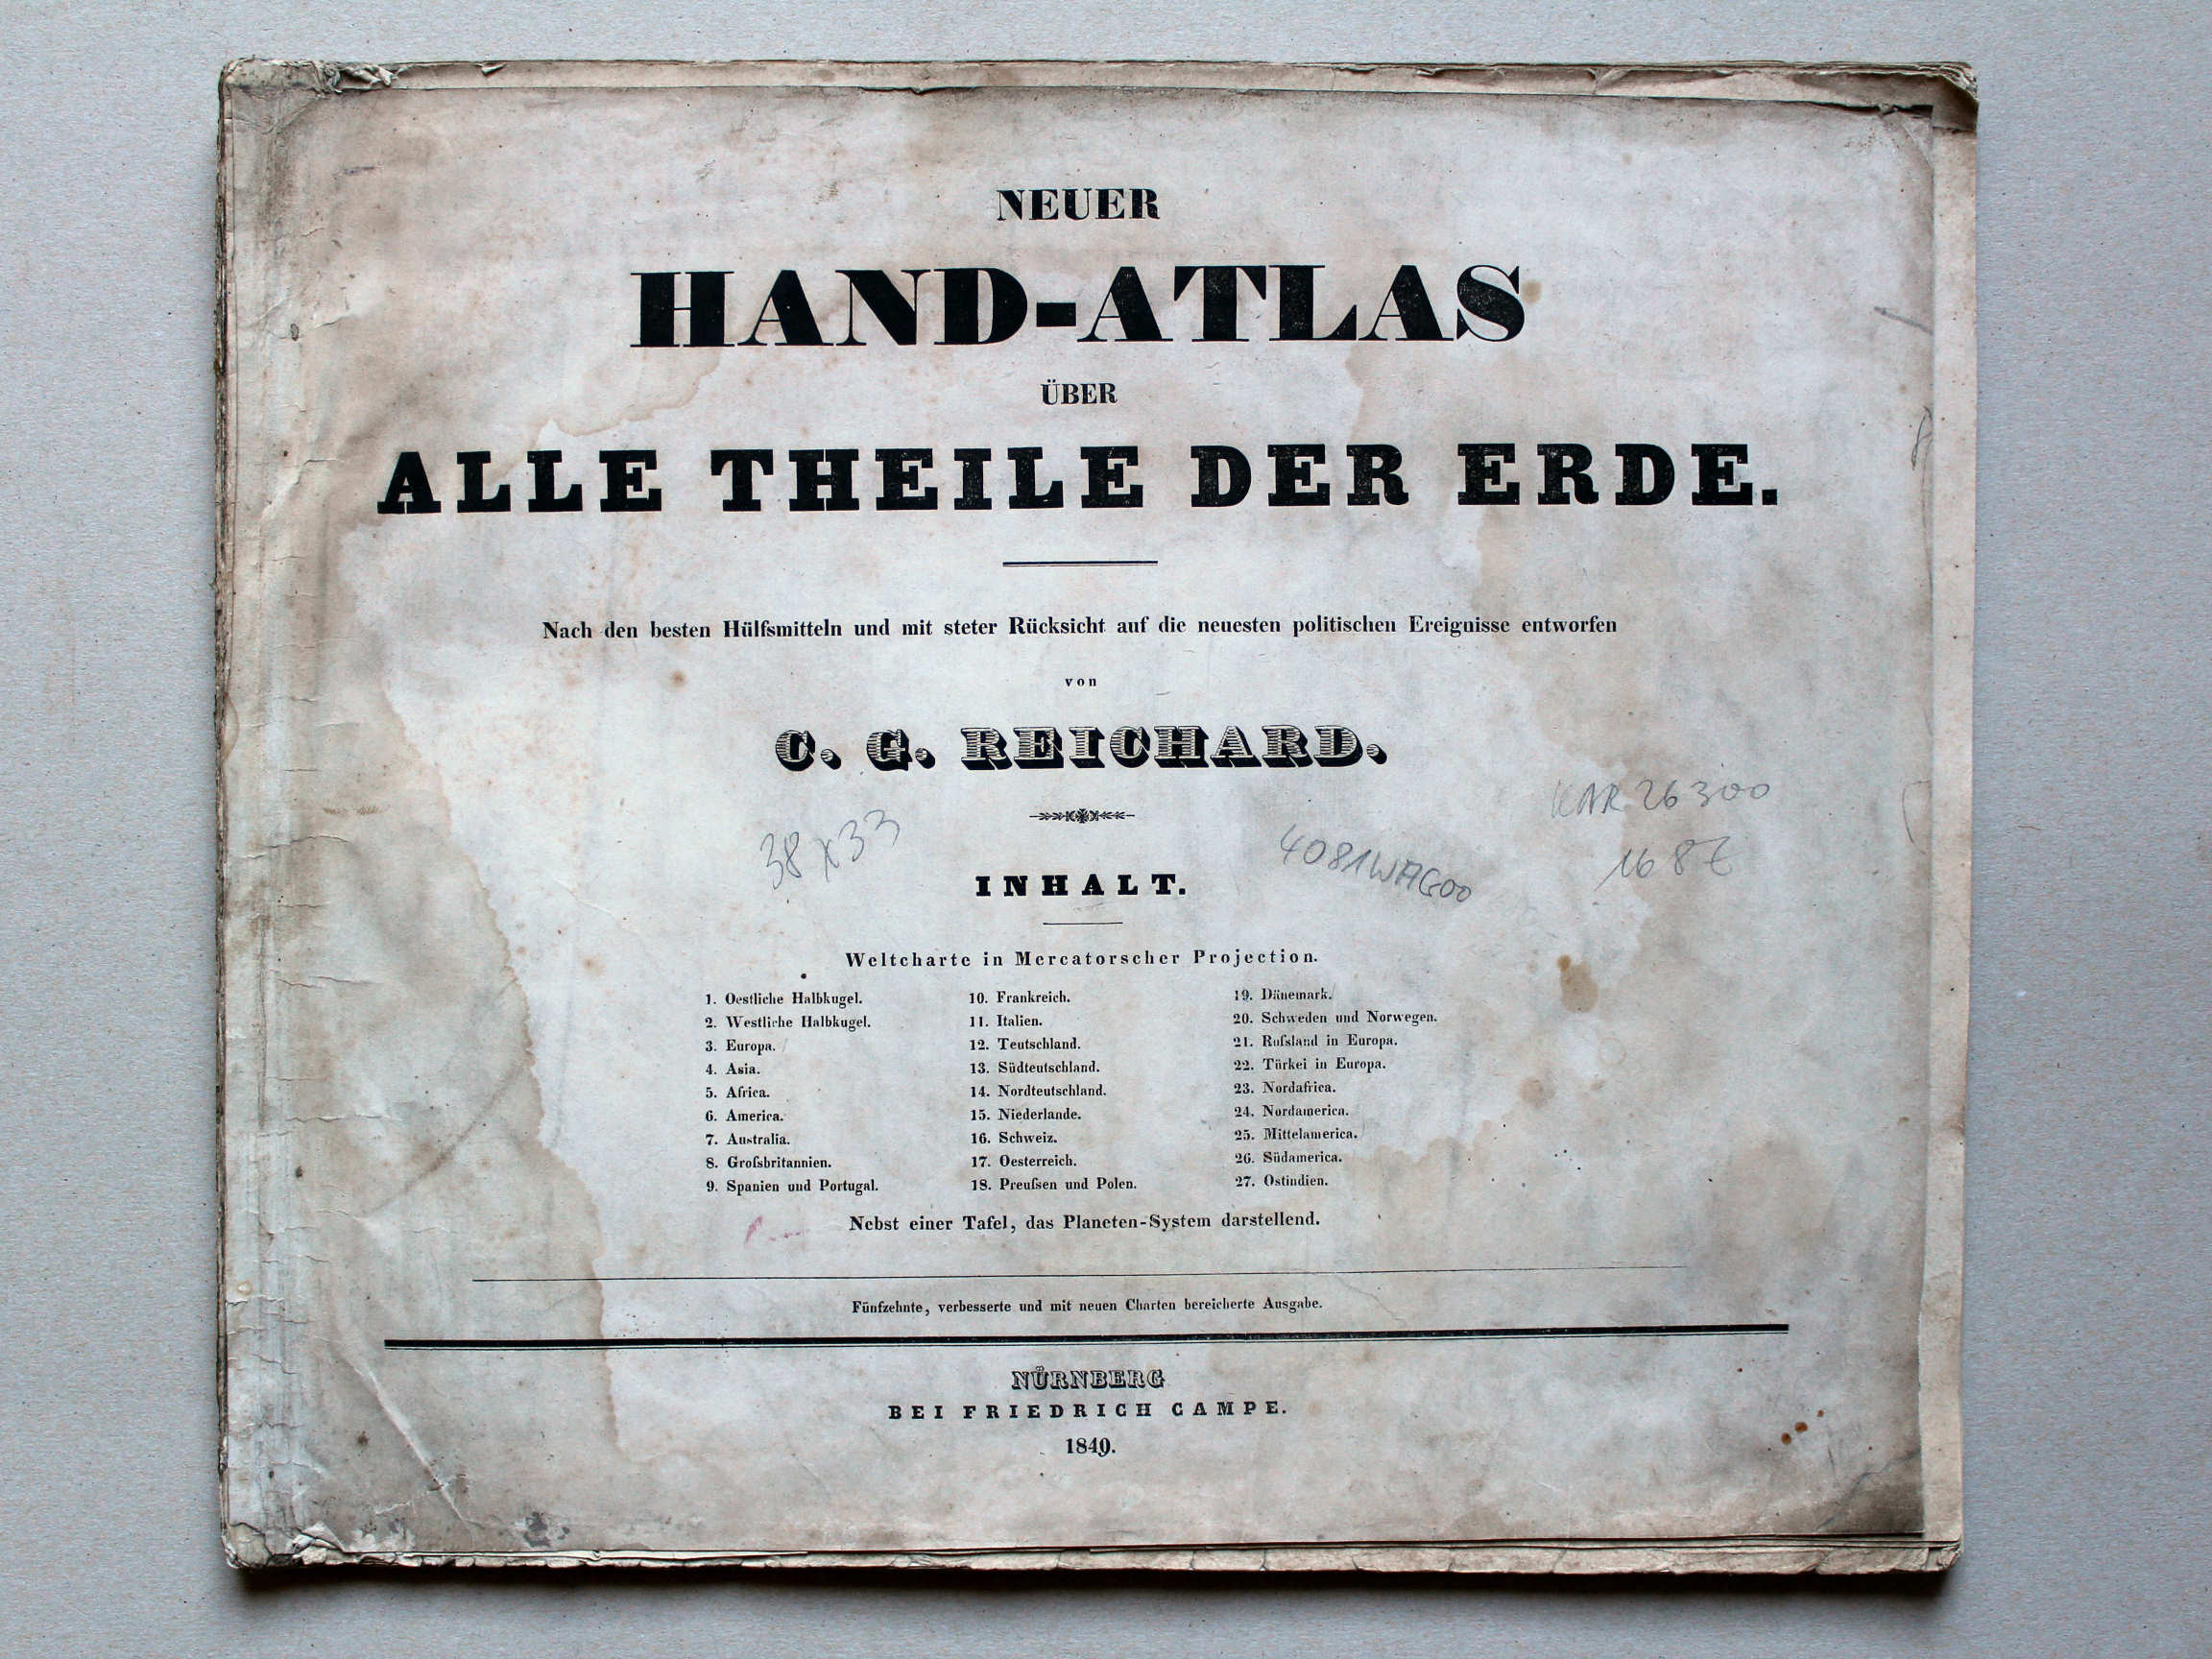 NEUER
HAND-ATLAS
ÜBER
ALLE THEILE DER ERDE.
Nach den besten Hülfsmitteln und mit steter Rücksicht auf die neuesten politischen Ereignisse entworfen
von
C. G. REICHARD.
38 x 33
4081WAG00
KAR 26300
INHALT.
Weltcharte in Mercatorscher Projection.
1. Oestliche Halbkugel.
2. Westliche Halbkugel.
3. Europa.
4. Asia.
5. Africa.
6. America.
7. Australia.
8. Groſsbritannien.
9. Spanien und Portugal.
10. Frankreich.
11. Italien.
12. Teutschland.
13. Südteutschland.
14. Nordteutschland.
15. Niederlande.
16. Schweiz.
17. Oesterreich.
18. Preuſsen und Polen.
19. Dänemark.
20. Schweden und Norwegen.
21. Ruſsland in Europa.
22. Türkei in Europa.
23. Nordafrica.
24. Nordamerica.
25. Mittelamerica.
26. Südamerica.
27. Ostindien.
Nebst einer Tafel, das Planeten-System darstellend.
Fünfzehnte, verbesserte und mit neuen Charten bereicherte Ausgabe.
NÜRNBERG
BEI FRIEDRICH CAMPE.
1849.